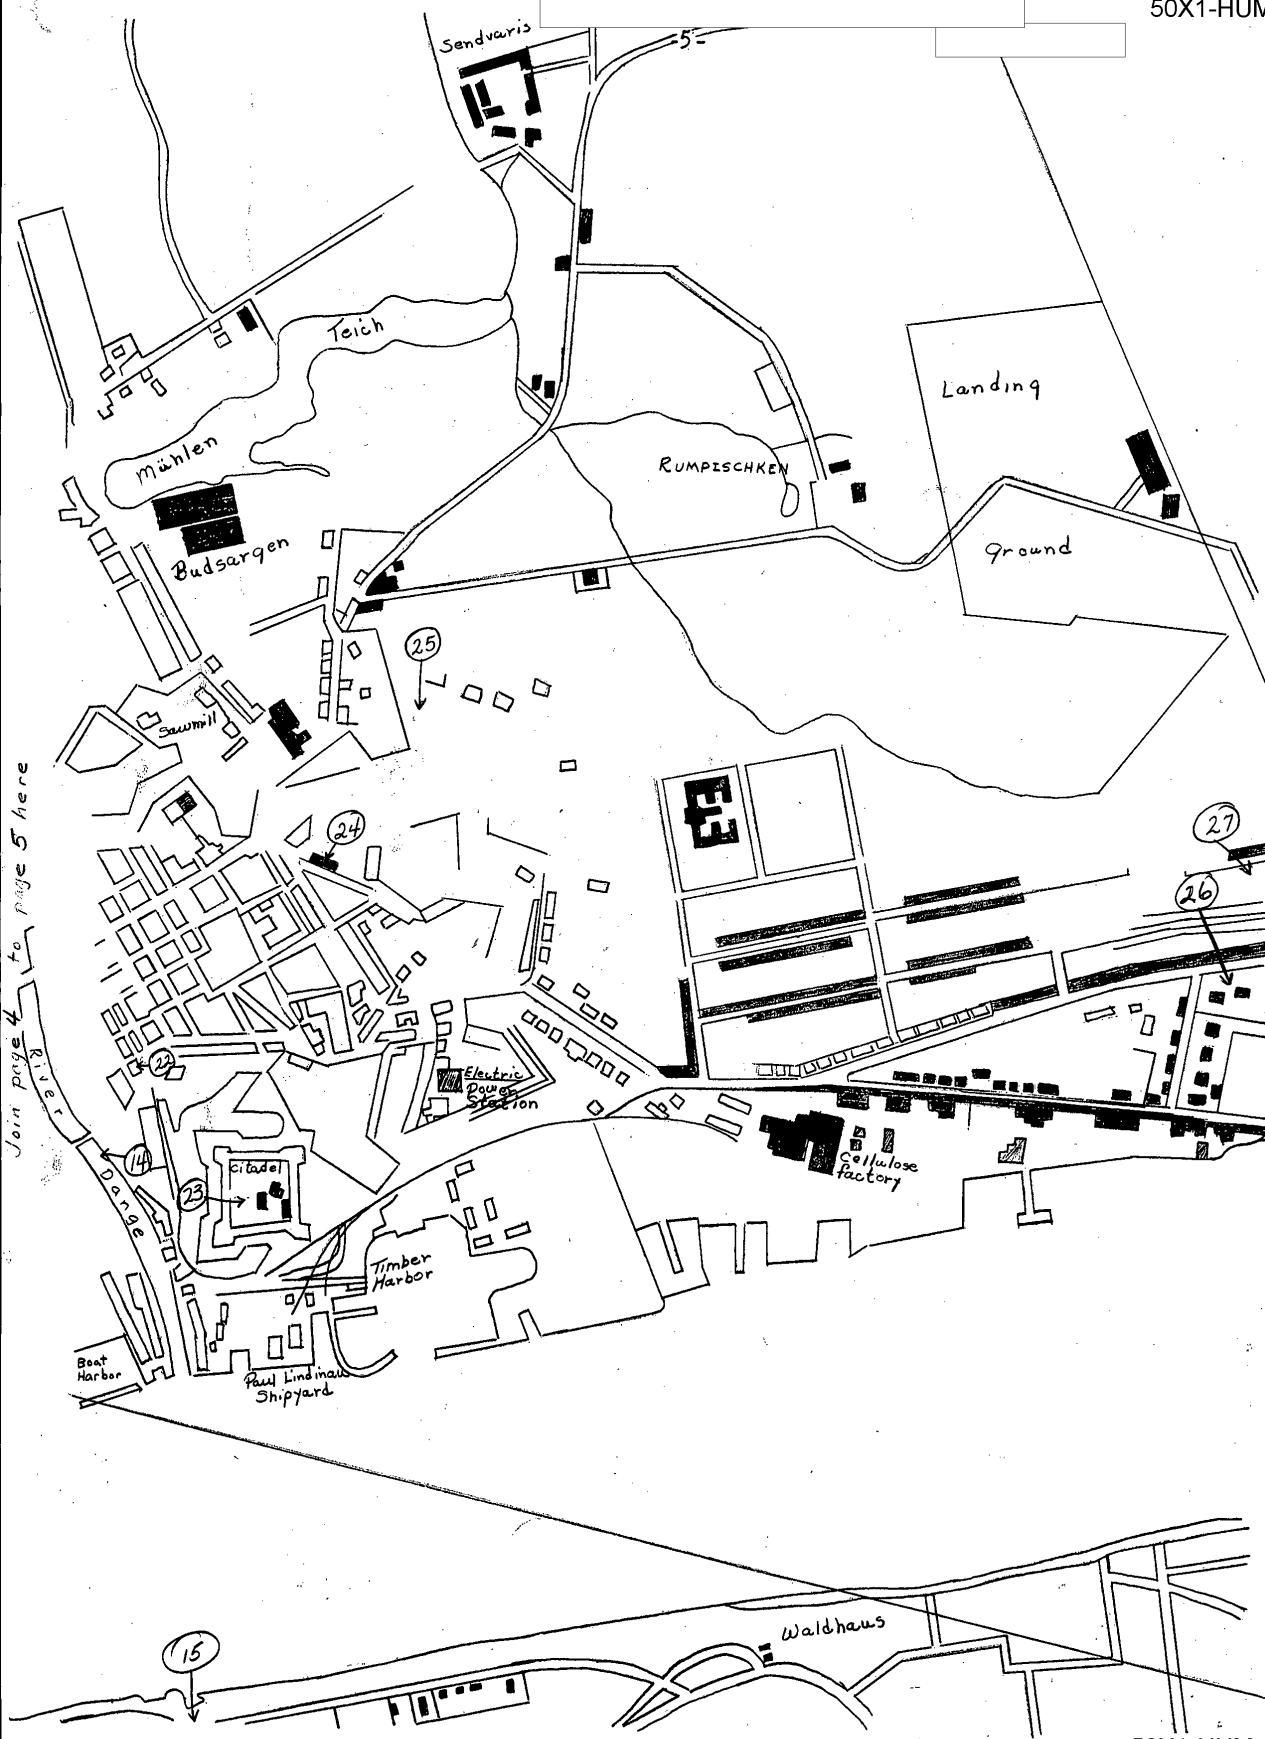 50X1-HUM
-5-
Sendvaris
Teich
Landing
Mühlen
RUMPISCHKEN
Budsargen
Ground
25
Sawmill
Join page 4 to page 5 here
27
24
26
River
22
Electric
Power
Station
14
Citadel
23
Cellulose
factory
Dange
Timber
Harbor
Boat
Harbor
Paul Lindinau
Shipyard
Waldhaus
15